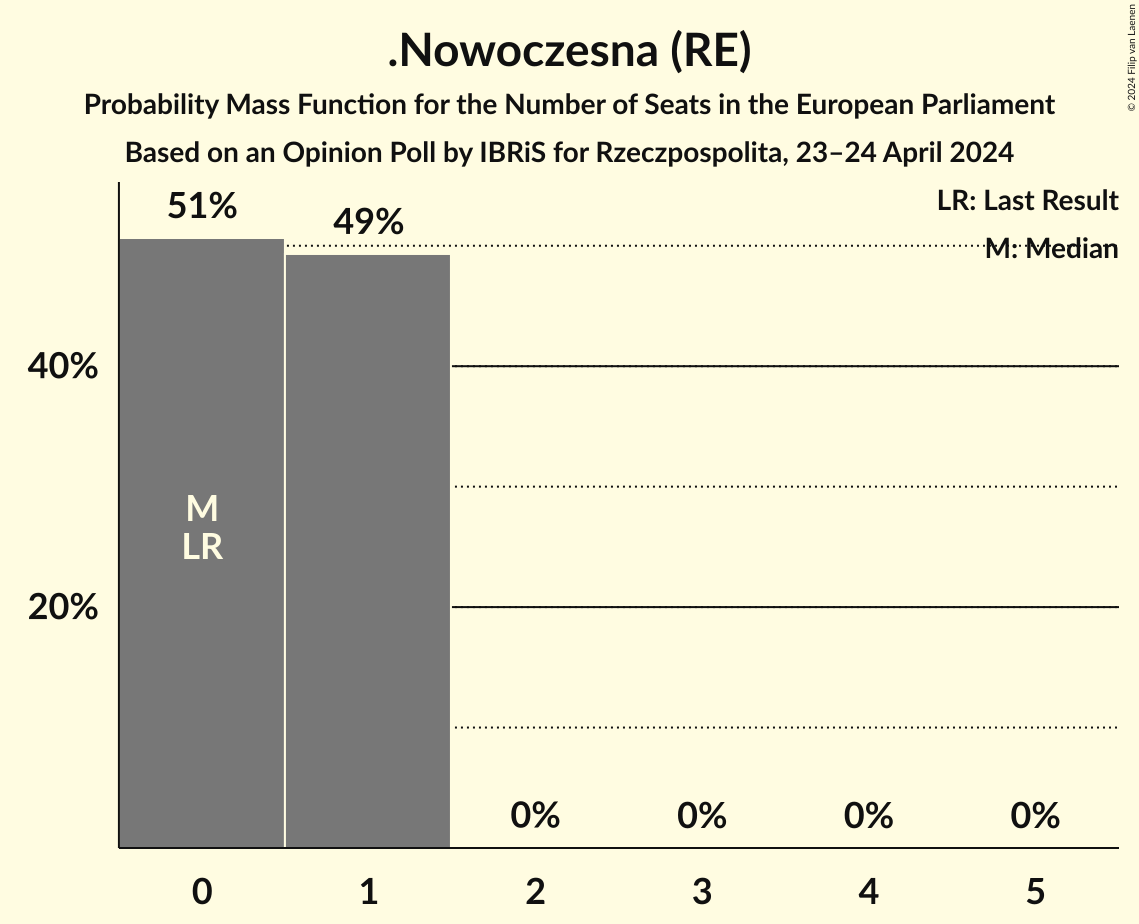 .Nowoczesna (RE)
Probability Mass Function for the Number of Seats in the European Parliament
Based on an Opinion Poll by IBRiS for Rzeczpospolita, 23–24 April 2024
© 2024 Filip van Laenen
LR: Last Result
M: Median
51%
49%
40%
20%
M
LR
0%
0%
0%
0%
0
1
2
3
4
5